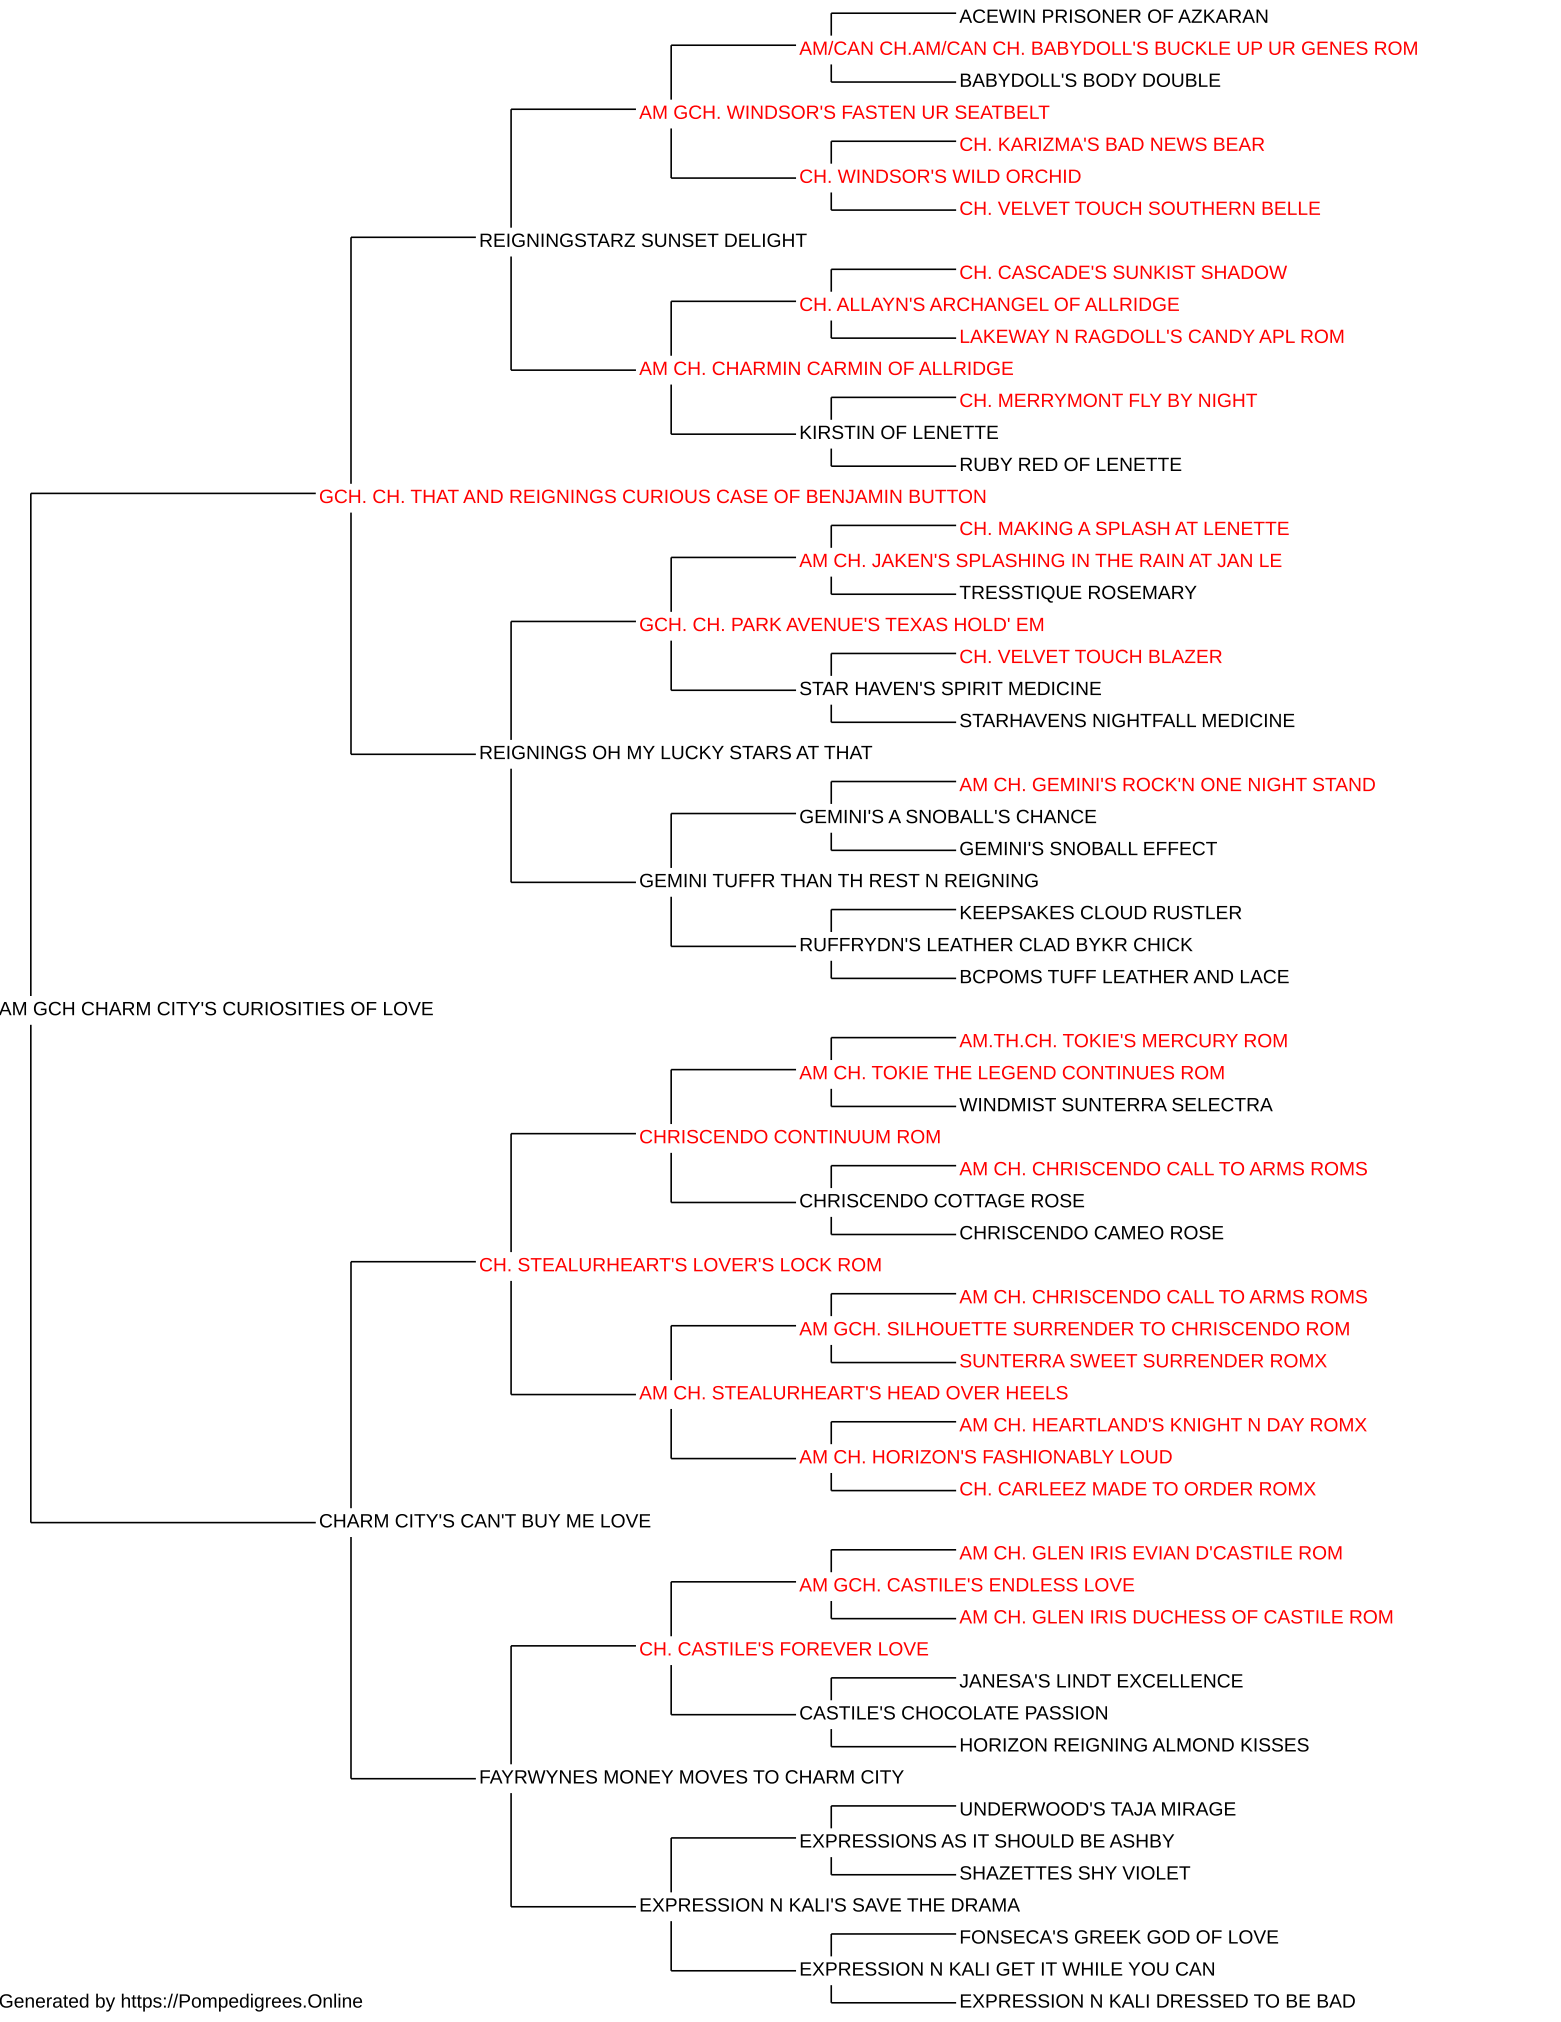 ACEWIN PRISONER OF AZKARAN
AM/CAN CH.AM/CAN CH. BABYDOLL'S BUCKLE UP UR GENES ROM
BABYDOLL'S BODY DOUBLE
AM GCH. WINDSOR'S FASTEN UR SEATBELT
CH. KARIZMA'S BAD NEWS BEAR
CH. WINDSOR'S WILD ORCHID
CH. VELVET TOUCH SOUTHERN BELLE
REIGNINGSTARZ SUNSET DELIGHT
CH. CASCADE'S SUNKIST SHADOW
CH. ALLAYN'S ARCHANGEL OF ALLRIDGE
LAKEWAY N RAGDOLL'S CANDY APL ROM
AM CH. CHARMIN CARMIN OF ALLRIDGE
CH. MERRYMONT FLY BY NIGHT
KIRSTIN OF LENETTE
RUBY RED OF LENETTE
GCH. CH. THAT AND REIGNINGS CURIOUS CASE OF BENJAMIN BUTTON
CH. MAKING A SPLASH AT LENETTE
AM CH. JAKEN'S SPLASHING IN THE RAIN AT JAN LE
TRESSTIQUE ROSEMARY
GCH. CH. PARK AVENUE'S TEXAS HOLD' EM
CH. VELVET TOUCH BLAZER
STAR HAVEN'S SPIRIT MEDICINE
STARHAVENS NIGHTFALL MEDICINE
REIGNINGS OH MY LUCKY STARS AT THAT
AM CH. GEMINI'S ROCK'N ONE NIGHT STAND
GEMINI'S A SNOBALL'S CHANCE
GEMINI'S SNOBALL EFFECT
GEMINI TUFFR THAN TH REST N REIGNING
KEEPSAKES CLOUD RUSTLER
RUFFRYDN'S LEATHER CLAD BYKR CHICK
BCPOMS TUFF LEATHER AND LACE
AM GCH CHARM CITY'S CURIOSITIES OF LOVE
AM.TH.CH. TOKIE'S MERCURY ROM
AM CH. TOKIE THE LEGEND CONTINUES ROM
WINDMIST SUNTERRA SELECTRA
CHRISCENDO CONTINUUM ROM
AM CH. CHRISCENDO CALL TO ARMS ROMS
CHRISCENDO COTTAGE ROSE
CHRISCENDO CAMEO ROSE
CH. STEALURHEART'S LOVER'S LOCK ROM
AM CH. CHRISCENDO CALL TO ARMS ROMS
AM GCH. SILHOUETTE SURRENDER TO CHRISCENDO ROM
SUNTERRA SWEET SURRENDER ROMX
AM CH. STEALURHEART'S HEAD OVER HEELS
AM CH. HEARTLAND'S KNIGHT N DAY ROMX
AM CH. HORIZON'S FASHIONABLY LOUD
CH. CARLEEZ MADE TO ORDER ROMX
CHARM CITY'S CAN'T BUY ME LOVE
AM CH. GLEN IRIS EVIAN D'CASTILE ROM
AM GCH. CASTILE'S ENDLESS LOVE
AM CH. GLEN IRIS DUCHESS OF CASTILE ROM
CH. CASTILE'S FOREVER LOVE
JANESA'S LINDT EXCELLENCE
CASTILE'S CHOCOLATE PASSION
HORIZON REIGNING ALMOND KISSES
FAYRWYNES MONEY MOVES TO CHARM CITY
UNDERWOOD'S TAJA MIRAGE
EXPRESSIONS AS IT SHOULD BE ASHBY
SHAZETTES SHY VIOLET
EXPRESSION N KALI'S SAVE THE DRAMA
FONSECA'S GREEK GOD OF LOVE
EXPRESSION N KALI GET IT WHILE YOU CAN
EXPRESSION N KALI DRESSED TO BE BAD
Generated by https://Pompedigrees.Online